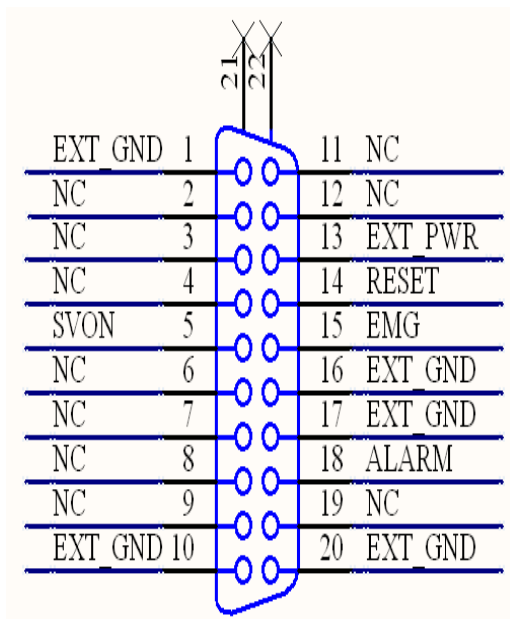 21 22
EXT_GND 1 11 NC
NC 2 12 NC
NC 3 13 EXT_PWR
NC 4 14 RESET
SVON 5 15 EMG
NC 6 16 EXT_GND
NC 7 17 EXT_GND
NC 8 18 ALARM
NC 9 19 NC
EXT_GND 10 20 EXT_GND